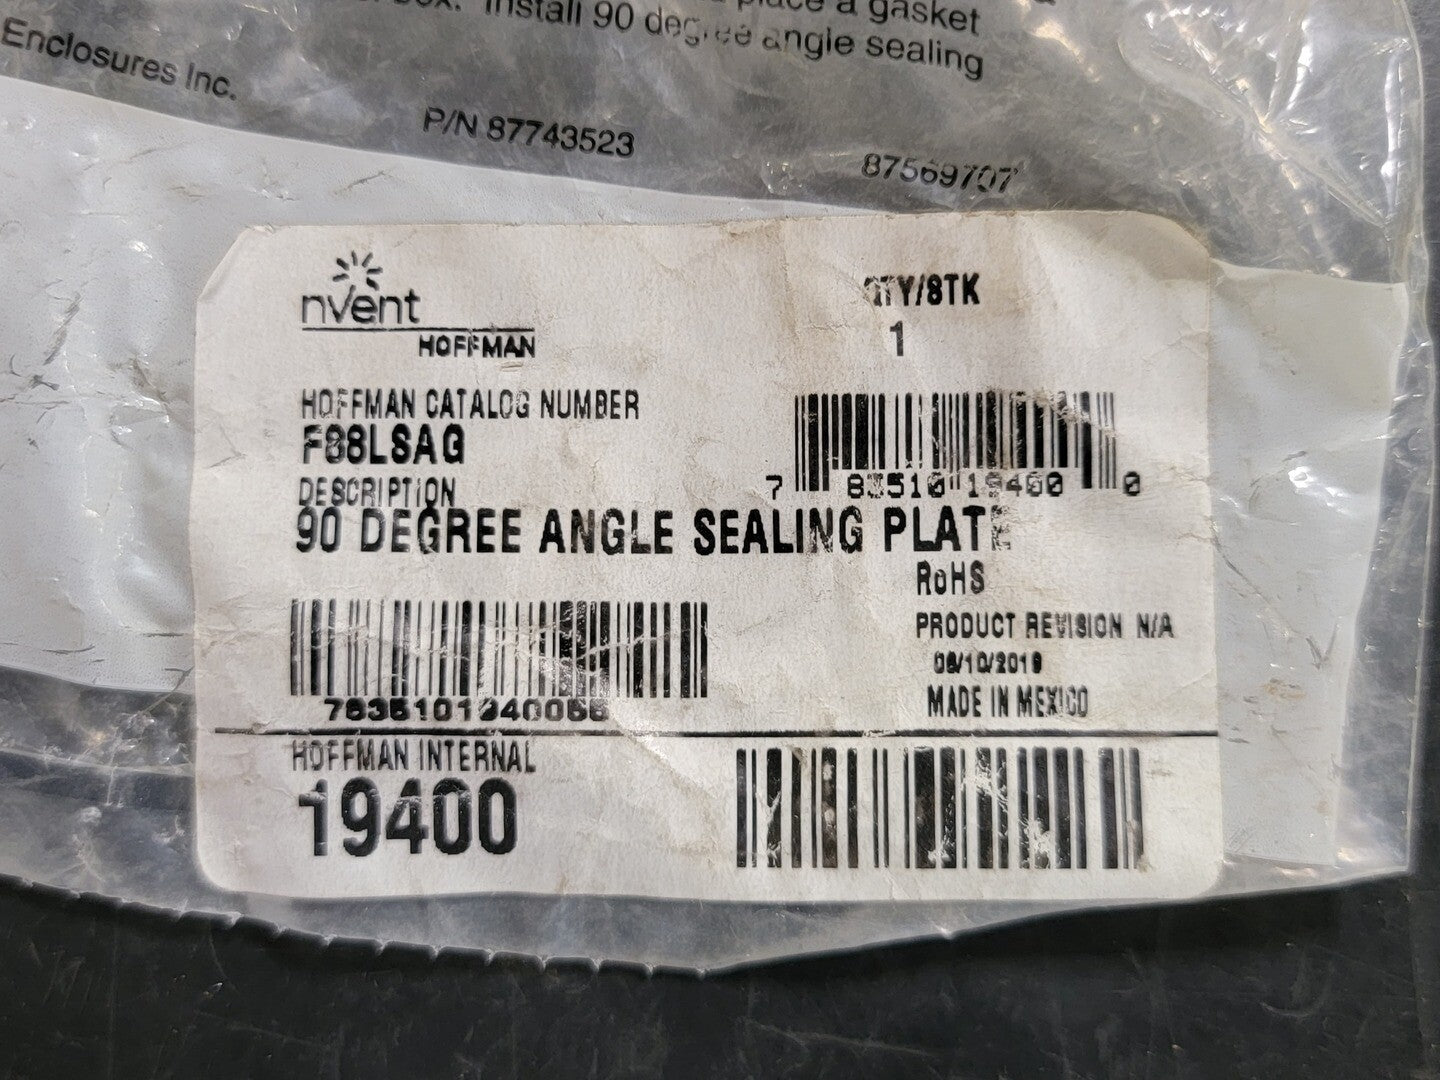 place a gasket
box. Install 90 degree angle sealing
Enclosures Inc.
P/N 87743523
87569707
nVent
HOFFMAN
QTY/STK
1
HOFFMAN CATALOG NUMBER
F88LSAG
7 83510 19400 0
DESCRIPTION
90 DEGREE ANGLE SEALING PLATE
RoHS
PRODUCT REVISION N/A
MADE IN MEXICO
HOFFMAN INTERNAL
19400